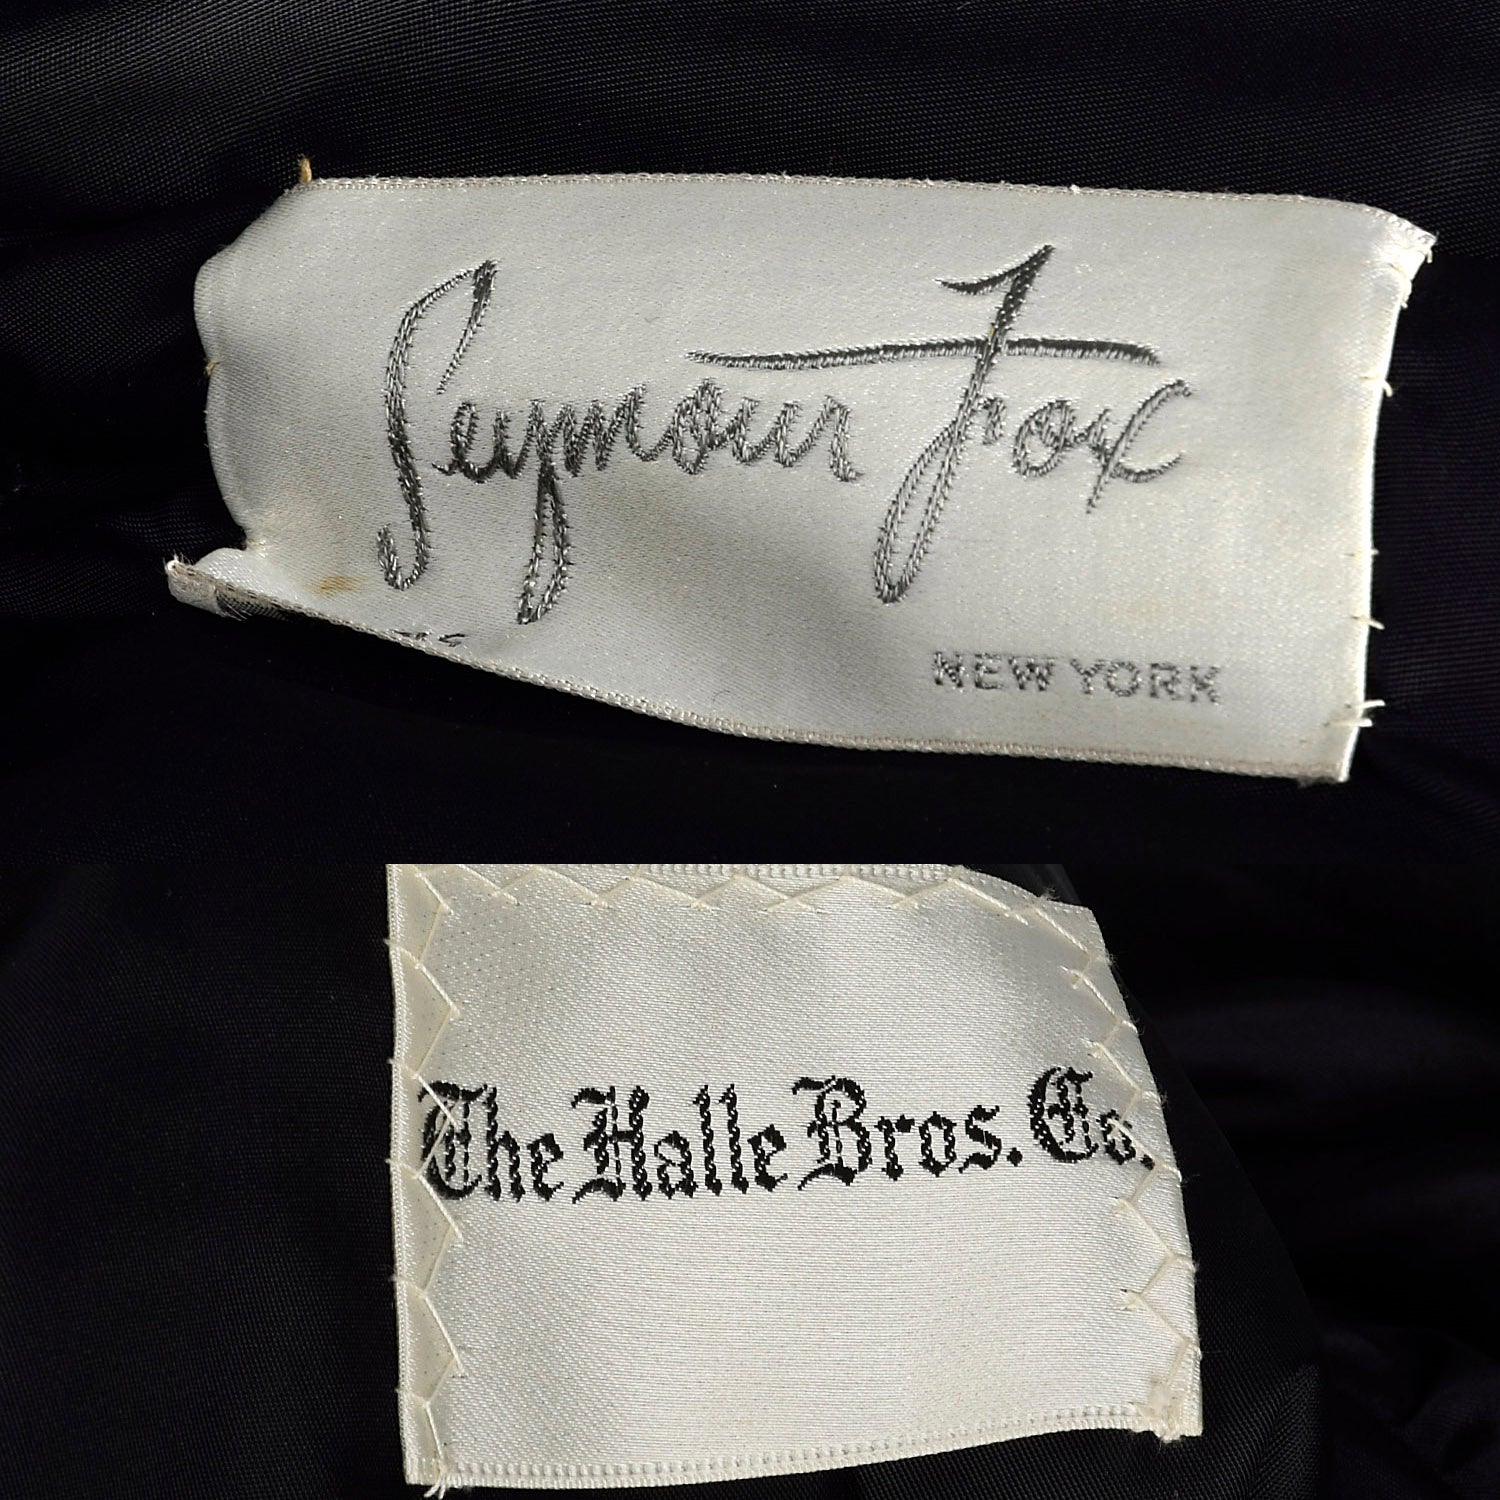 Seymour Fox
NEW YORK
The Halle Bros. Co.